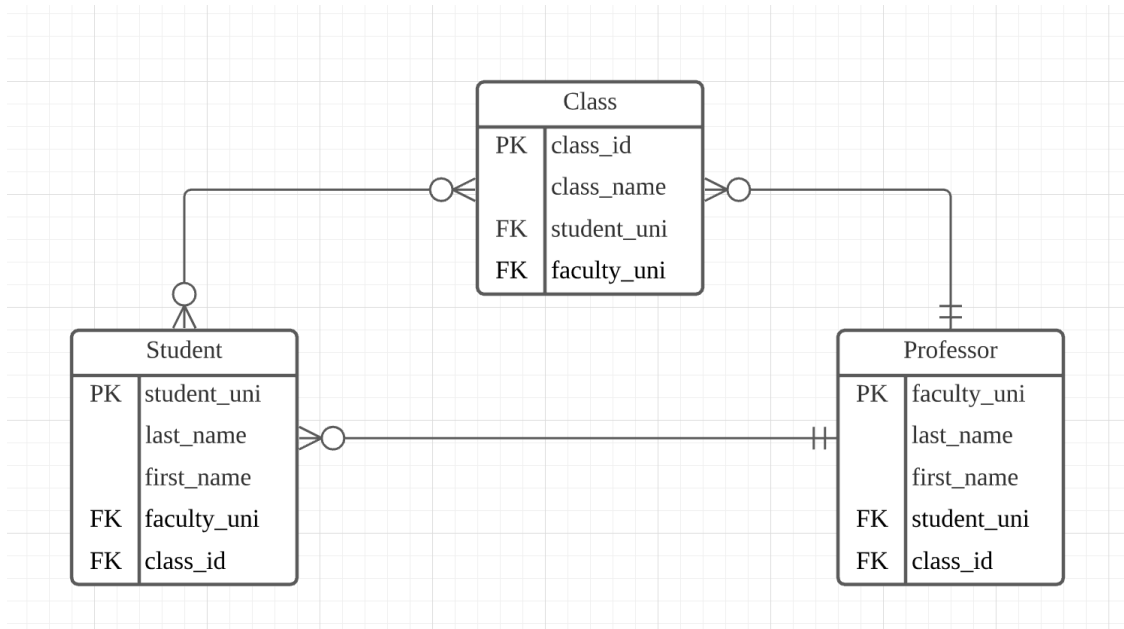 Class
PK class_id
class_name
FK student_uni
FK faculty_uni
Student
PK student_uni
last_name
first_name
FK faculty_uni
FK class_id
Professor
PK faculty_uni
last_name
first_name
FK student_uni
FK class_id